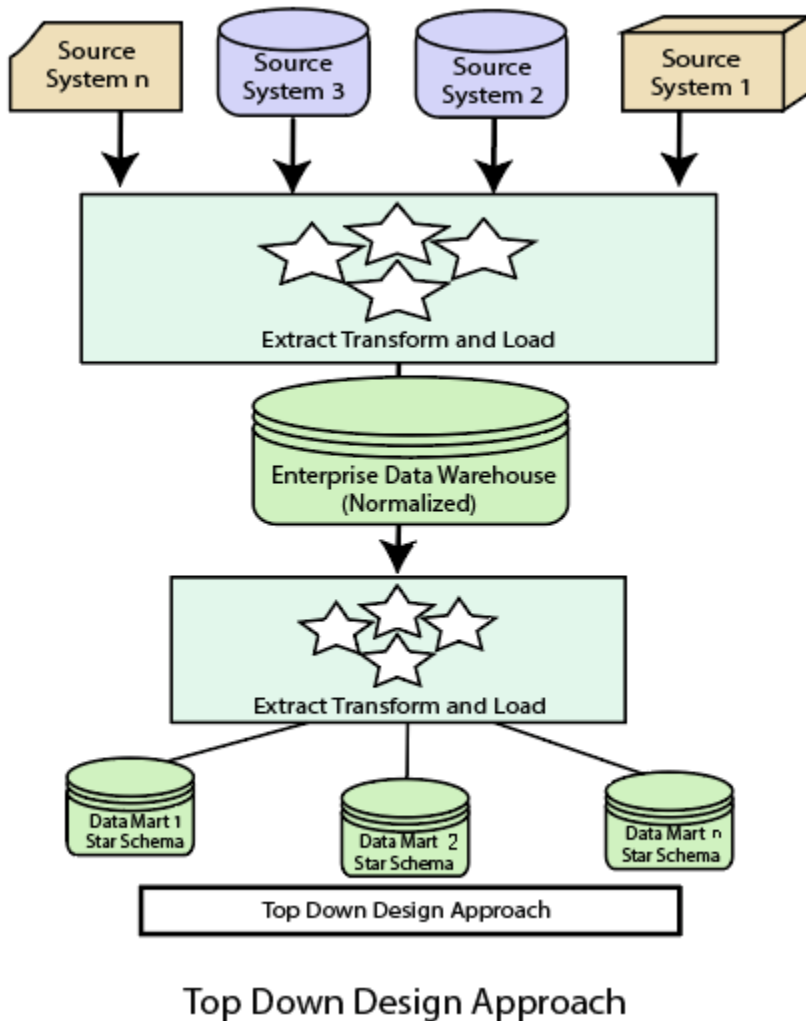 Source
System n
Source
System 3
Source
System 2
Source
System 1
Extract Transform and Load
Enterprise Data Warehouse
(Normalized)
Extract Transform and Load
Data Mart 1
Star Schema
Data Mart 2
Star Schema
Data Mart n
Star Schema
Top Down Design Approach
Top Down Design Approach